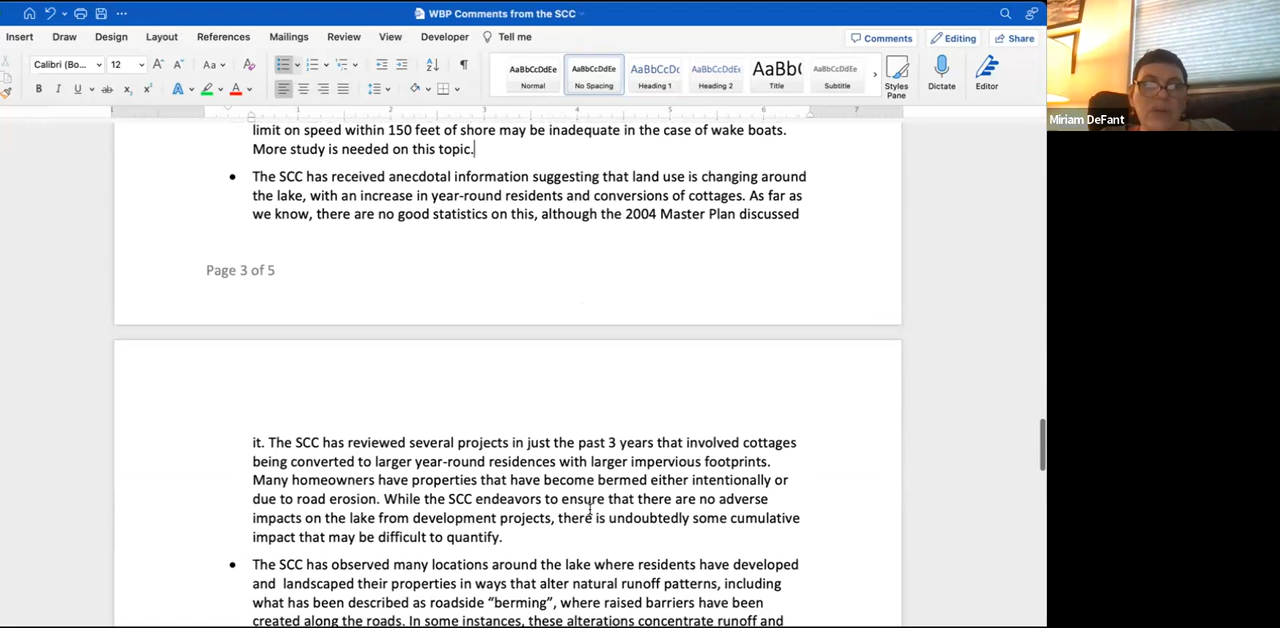 WBP Comments from the SCC
Insert Draw Design Layout References Mailings Review View Developer Tell me
Comments Editing Share
Calibri (Bo... 12
AaBbCcDdEe AaBbCcDdEe AaBbCcDc AaBbCcDdEe AaBb( AaBbCcDdEe
Normal No Spacing Heading 1 Heading 2 Title Subtitle
Styles Pane
Dictate
Editor
Miriam DeFant
1 1 2 3 4 5 6 7
limit on speed within 150 feet of shore may be inadequate in the case of wake boats.
More study is needed on this topic.
• The SCC has received anecdotal information suggesting that land use is changing around
the lake, with an increase in year-round residents and conversions of cottages. As far as
we know, there are no good statistics on this, although the 2004 Master Plan discussed
Page 3 of 5
it. The SCC has reviewed several projects in just the past 3 years that involved cottages
being converted to larger year-round residences with larger impervious footprints.
Many homeowners have properties that have become bermed either intentionally or
due to road erosion. While the SCC endeavors to ensure that there are no adverse
impacts on the lake from development projects, there is undoubtedly some cumulative
impact that may be difficult to quantify.
• The SCC has observed many locations around the lake where residents have developed
and  landscaped their properties in ways that alter natural runoff patterns, including
what has been described as roadside “berming”, where raised barriers have been
created along the roads. In some instances, these alterations concentrate runoff and